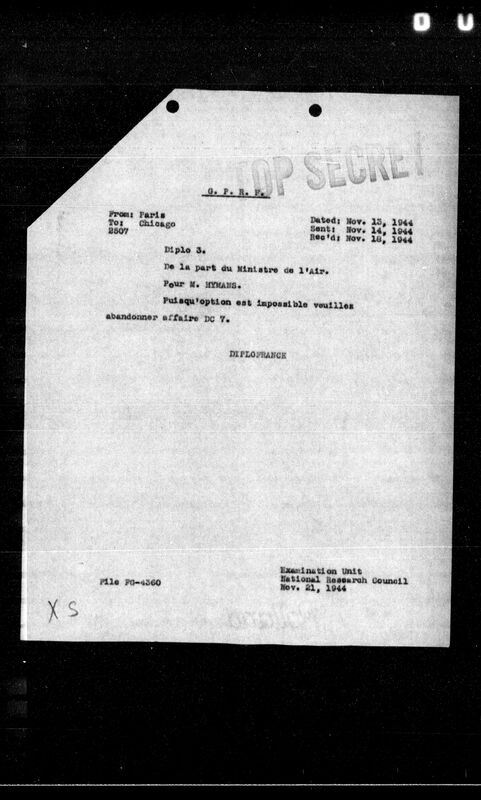 D U
TOP SECRET
G. P. R. F.
From: Paris
To: Chicago
2507
Dated: Nov. 13, 1944
Sent: Nov. 14, 1944
Rec'd: Nov. 18, 1944
Diplo 3.
De la part du Ministre de l'Air.
Pour M. HYMANS.
Puisqu'option est impossible veuillez
abandonner affaire DC 7.
DIPLOFRANCE
File FG-4360
Examination Unit
National Research Council
Nov. 21, 1944
XS